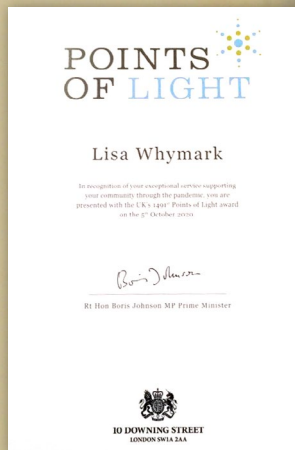 POINTS
OF LIGHT
Lisa Whymark
In recognition of your exceptional service supporting
your community through the pandemic, you are
presented with the UK's 1491st Points of Light award
on the 5th October 2020
Boris Johnson
Rt Hon Boris Johnson MP Prime Minister
10 DOWNING STREET
LONDON SW1A 2AA